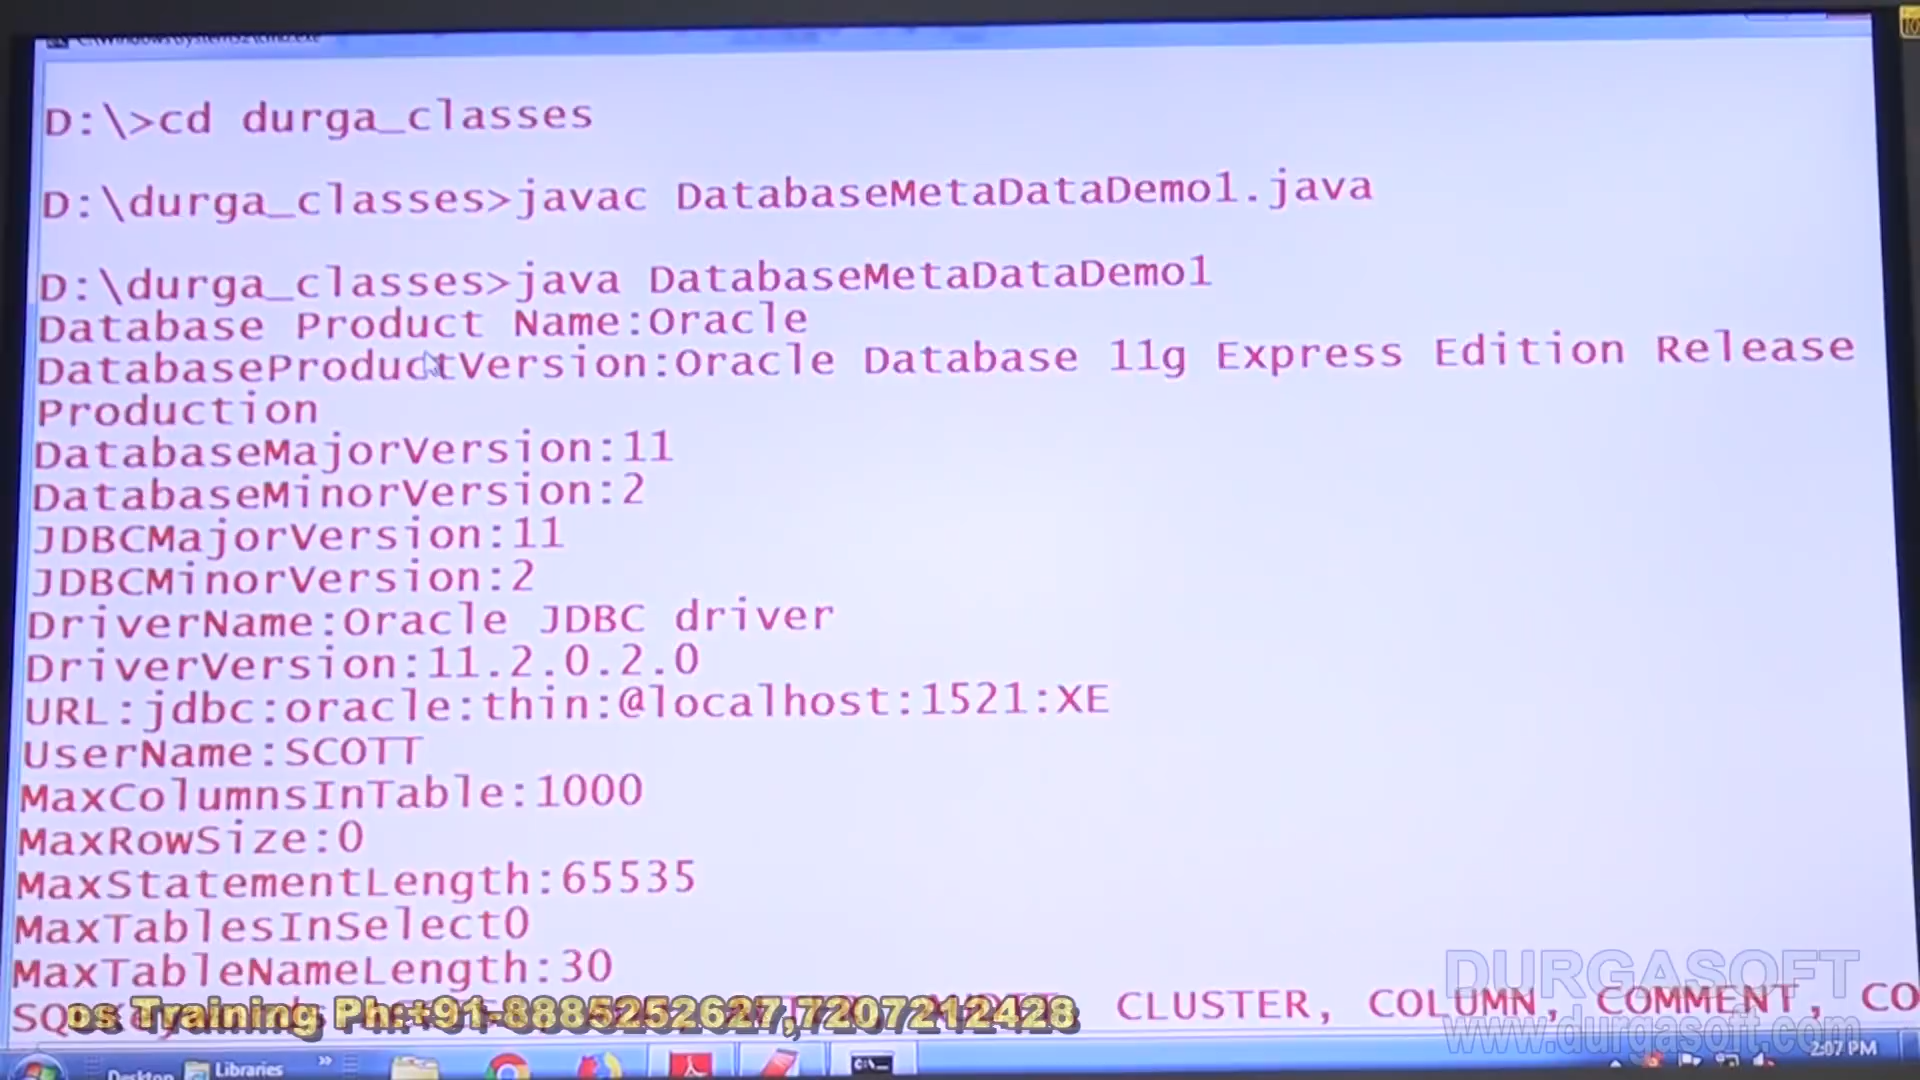 C:\Windows\system32\cmd.exe
D:\>cd durga_classes
D:\durga_classes>javac DatabaseMetaDataDemo1.java
D:\durga_classes>java DatabaseMetaDataDemo1
Database Product Name:Oracle
DatabaseProductVersion:Oracle Database 11g Express Edition Release
Production
DatabaseMajorVersion:11
DatabaseMinorVersion:2
JDBCMajorVersion:11
JDBCMinorVersion:2
DriverName:Oracle JDBC driver
DriverVersion:11.2.0.2.0
URL:jdbc:oracle:thin:@localhost:1521:XE
UserName:SCOTT
MaxColumnsInTable:1000
MaxRowSize:0
MaxStatementLength:65535
MaxTablesInSelect0
MaxTableNameLength:30
CLUSTER, COLUMN, COMMENT, CO
os Training Ph:+91-8885252627,7207212428
DURGASOFT
www.durgasoft.com
Desktop Libraries »
2:07 PM